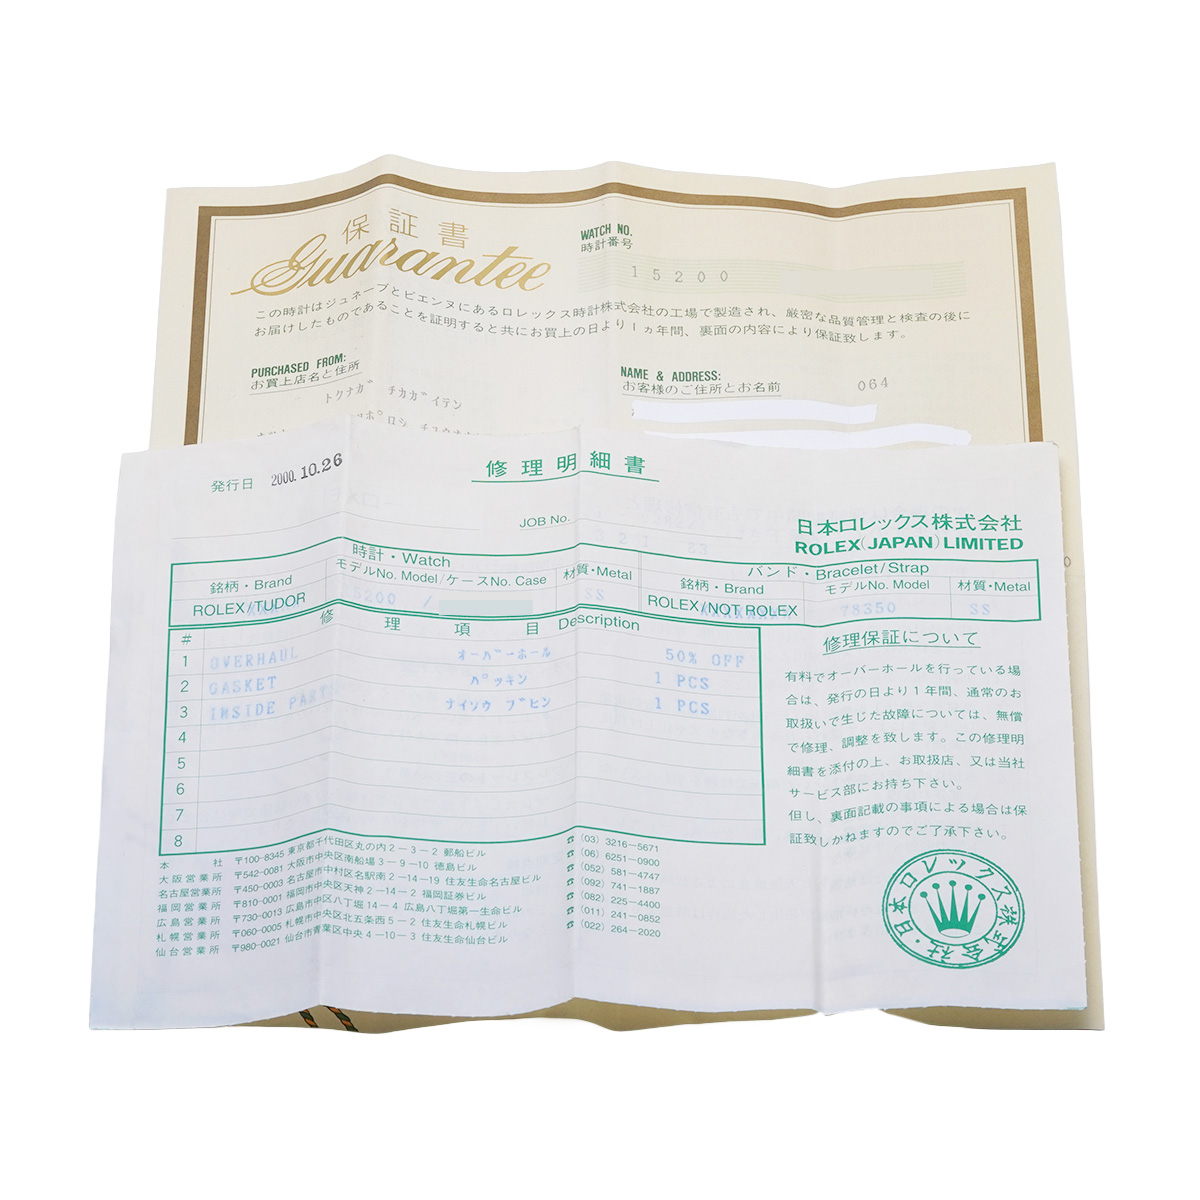 保証書
Guarantee
WATCH NO.
時計番号
15200
この時計はジュネーブとビエンヌにあるロレックス時計株式会社の工場で製造され、厳密な品質管理と検査の後に
お届けしたものであることを証明すると共にお買上の日より1ヵ年間、裏面の内容により保証致します。
PURCHASED FROM:
お買上店名と住所
トクナガ チカガイテン
NAME & ADDRESS:
お客様のご住所とお名前
064
発行日 2000.10.26
修理明細書
JOB No.
日本ロレックス株式会社
ROLEX(JAPAN)LIMITED
時計・Watch
バンド・Bracelet/Strap
銘柄・Brand モデルNo. Model/ケースNo. Case 材質・Metal 銘柄・Brand モデルNo. Model 材質・Metal
ROLEX/TUDOR 5200 / SS ROLEX/NOT ROLEX 78350 SS
# 修理項目 Description
1 OVERHAUL オーバーホール 50% OFF
2 GASKET パッキン 1 PCS
3 INSIDE PARTS ナイゾウ ブヒン 1 PCS
4
5
6
7
8
修理保証について
有料でオーバーホールを行っている場
合は、発行の日より1年間、通常のお
取扱いで生じた故障については、無償
で修理、調整を致します。この修理明
細書を添付の上、お取扱店、又は当社
サービス部にお持ち下さい。
但し、裏面記載の事項による場合は保
証致しかねますのでご了承下さい。
本社 〒100-8345 東京都千代田区丸の内2-3-2 郵船ビル ☎(03) 3216-5671
大阪営業所 〒542-0081 大阪市中央区南船場3-9-10 徳島ビル ☎(06) 6251-0900
名古屋営業所 〒450-0003 名古屋市中村区名駅南2-14-19 住友生命名古屋ビル ☎(052) 581-4747
福岡営業所 〒810-0001 福岡市中央区天神2-14-2 福岡証券ビル ☎(092) 741-1887
広島営業所 〒730-0013 広島市中区八丁堀14-4 広島八丁堀第一生命ビル ☎(082) 225-4400
札幌営業所 〒060-0005 札幌市中央区北五条西5-2 住友生命札幌ビル ☎(011) 241-0852
仙台営業所 〒980-0021 仙台市青葉区中央4-10-3 住友生命仙台ビル ☎(022) 264-2020
日本ロレックス株式会社